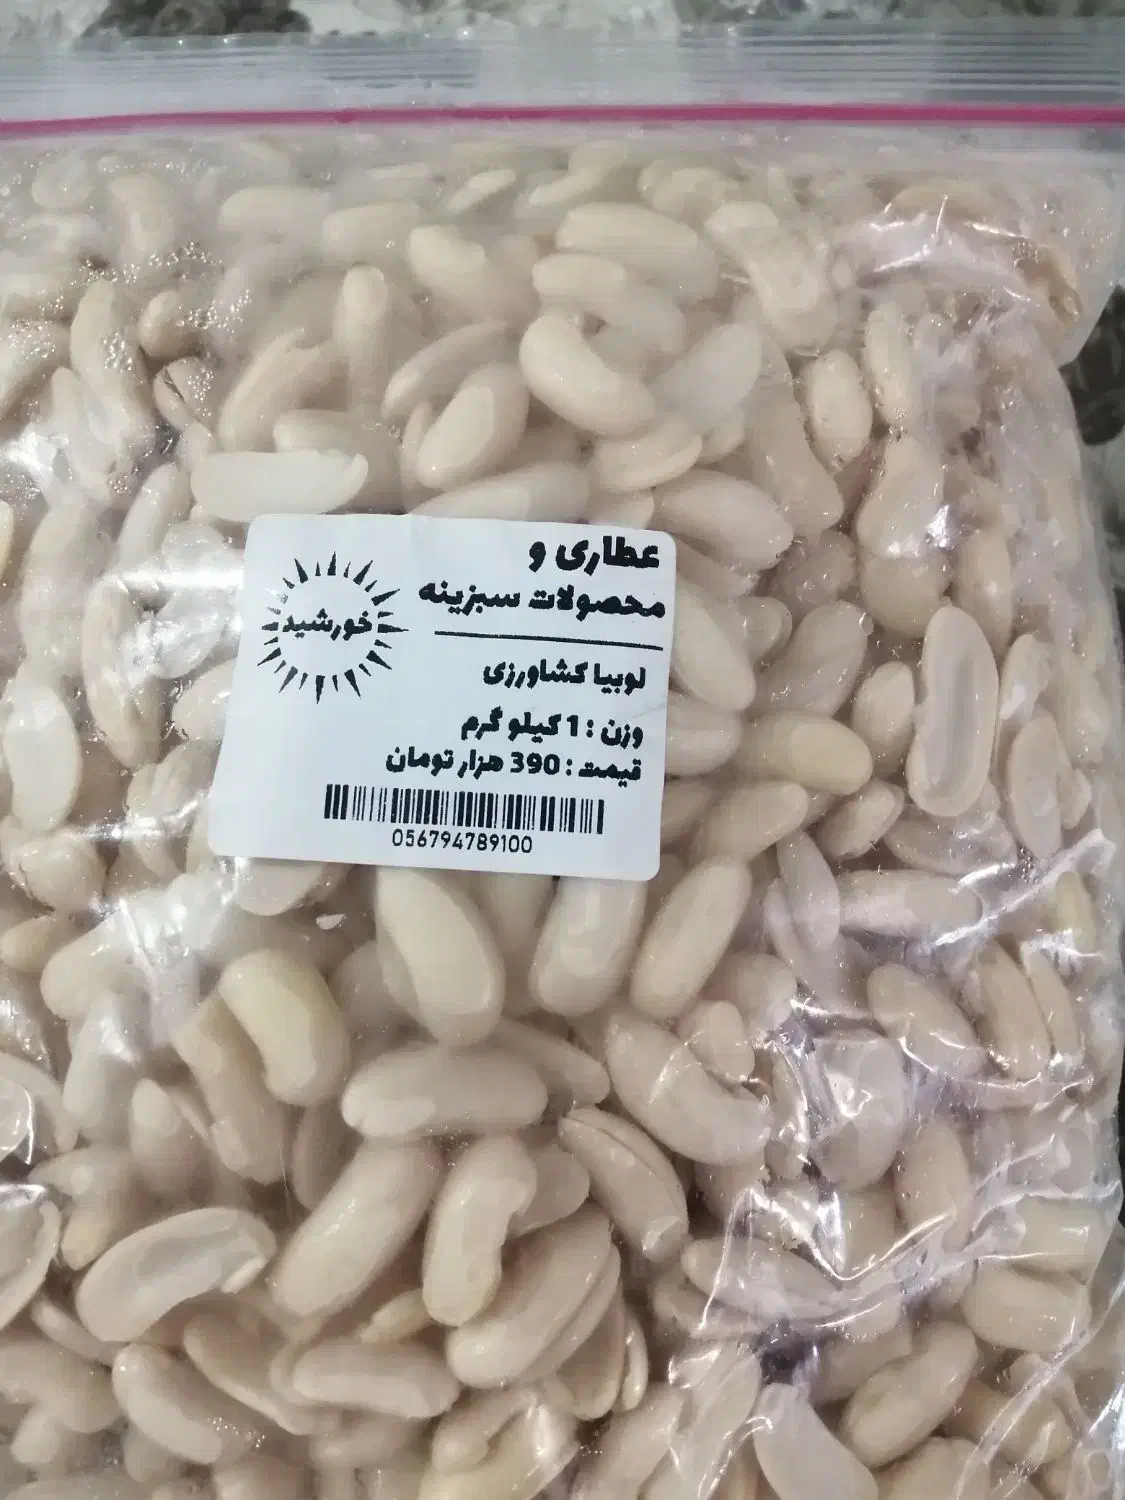 عطاری و
محصولات سبزینه
خورشید
لوبیا کشاورزی
وزن : 1 کیلو گرم
قیمت : 390 هزار تومان
056794789100